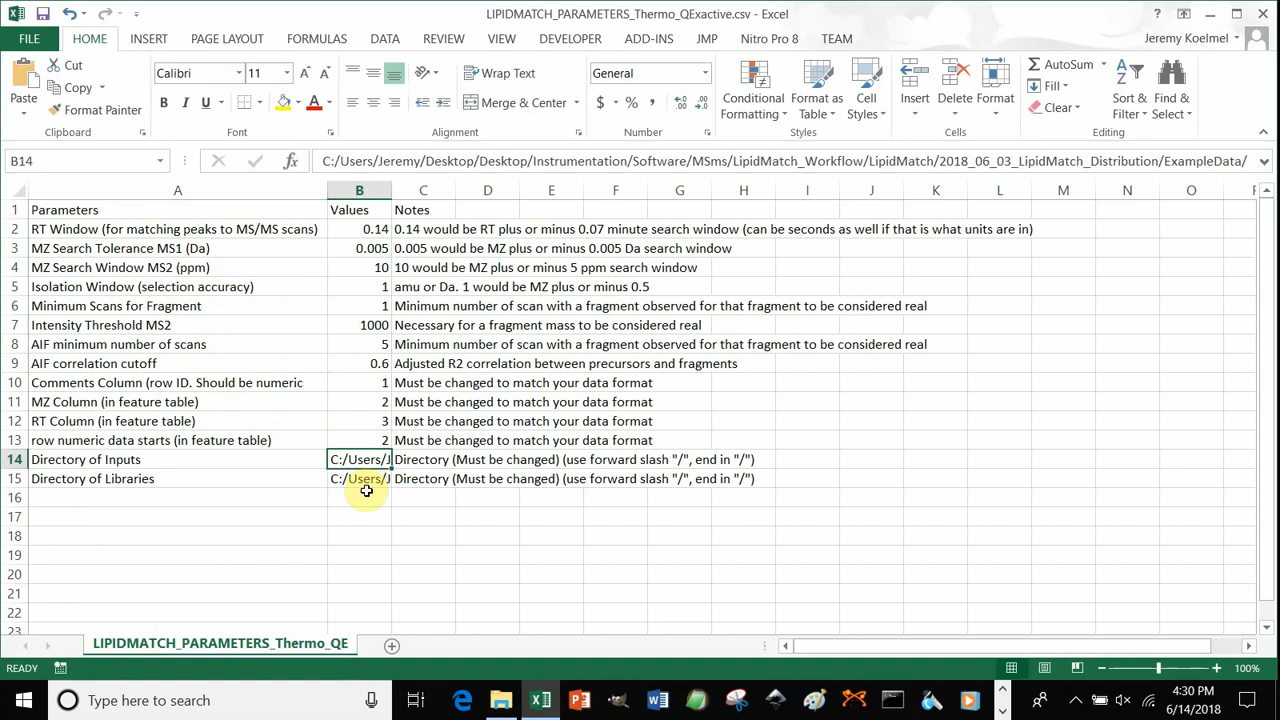 LIPIDMATCH_PARAMETERS_Thermo_QExactive.csv - Excel
FILE HOME INSERT PAGE LAYOUT FORMULAS DATA REVIEW VIEW DEVELOPER ADD-INS JMP Nitro Pro 8 TEAM Jeremy Koelmel
Paste
Cut
Copy
Format Painter
Clipboard
Calibri 11
B I U
Font
Wrap Text
Merge & Center
Alignment
General
$ % ,
Number
Conditional Formatting
Format as Table
Cell Styles
Styles
Insert Delete Format
Cells
AutoSum
Fill
Clear
Sort & Filter
Find & Select
Editing
B14 fx C:/Users/Jeremy/Desktop/Desktop/Instrumentation/Software/MSms/LipidMatch_Workflow/LipidMatch/2018_06_03_LipidMatch_Distribution/ExampleData/
A B C D E F G H I J K L M N O
1 Parameters Values Notes
2 RT Window (for matching peaks to MS/MS scans) 0.14 0.14 would be RT plus or minus 0.07 minute search window (can be seconds as well if that is what units are in)
3 MZ Search Tolerance MS1 (Da) 0.005 0.005 would be MZ plus or minus 0.005 Da search window
4 MZ Search Window MS2 (ppm) 10 10 would be MZ plus or minus 5 ppm search window
5 Isolation Window (selection accuracy) 1 amu or Da. 1 would be MZ plus or minus 0.5
6 Minimum Scans for Fragment 1 Minimum number of scan with a fragment observed for that fragment to be considered real
7 Intensity Threshold MS2 1000 Necessary for a fragment mass to be considered real
8 AIF minimum number of scans 5 Minimum number of scan with a fragment observed for that fragment to be considered real
9 AIF correlation cutoff 0.6 Adjusted R2 correlation between precursors and fragments
10 Comments Column (row ID. Should be numeric 1 Must be changed to match your data format
11 MZ Column (in feature table) 2 Must be changed to match your data format
12 RT Column (in feature table) 3 Must be changed to match your data format
13 row numeric data starts (in feature table) 2 Must be changed to match your data format
14 Directory of Inputs C:/Users/J Directory (Must be changed) (use forward slash "/", end in "/")
15 Directory of Libraries C:/Users/J Directory (Must be changed) (use forward slash "/", end in "/")
16
17
18
19
20
21
22
23
LIPIDMATCH_PARAMETERS_Thermo_QE
READY 100%
Type here to search
4:30 PM
6/14/2018